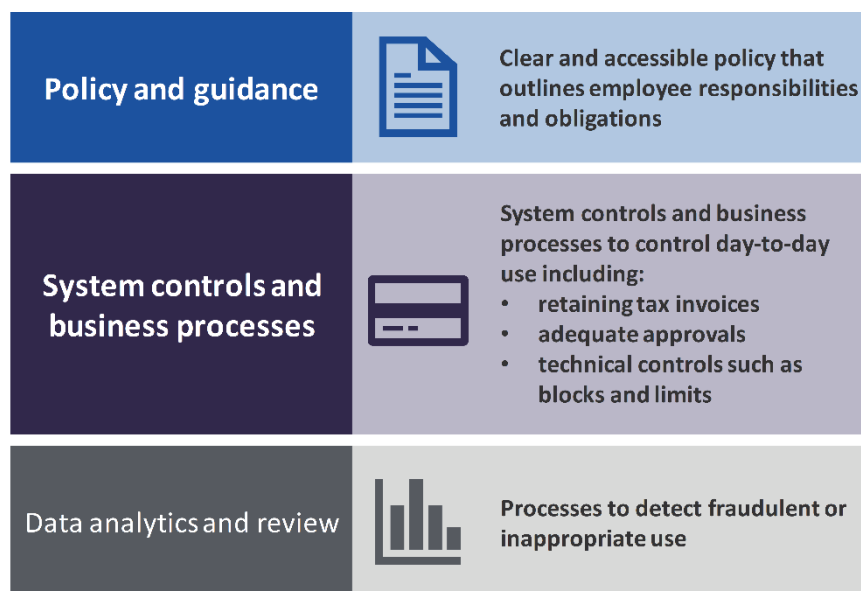 Policy and guidance
Clear and accessible policy that
outlines employee responsibilities
and obligations
System controls and
business processes
System controls and business
processes to control day-to-day
use including:
• retaining tax invoices
• adequate approvals
• technical controls such as
blocks and limits
Data analytics and review
Processes to detect fraudulent or
inappropriate use